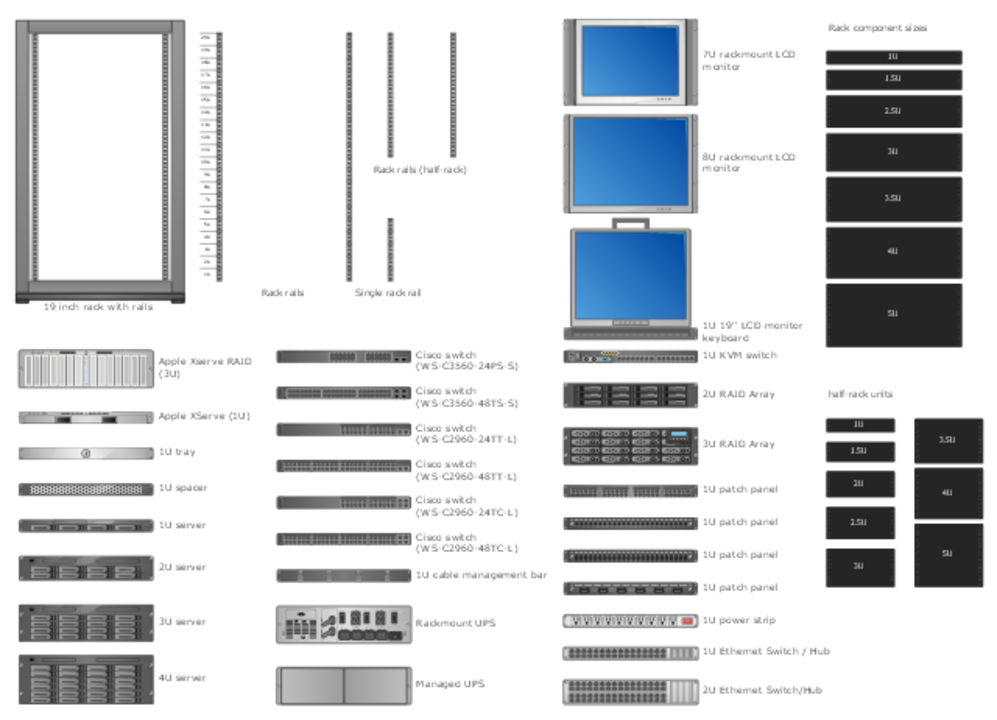 19 inch rack with rails
Rack rails
Rack rails (half-rack)
Single rack rail
7U rackmount LCD
monitor
8U rackmount LCD
monitor
1U 19" LCD monitor
keyboard
Rack component sizes
1U
1.5U
2.5U
3U
3.5U
4U
5U
Apple Xserve RAID
(3U)
Apple XServe (1U)
1U tray
1U spacer
1U server
2U server
3U server
4U server
Cisco switch
(WS-C3560-24PS-S)
Cisco switch
(WS-C3560-48TS-S)
Cisco switch
(WS-C2960-24TT-L)
Cisco switch
(WS-C2960-48TT-L)
Cisco switch
(WS-C2960-24TC-L)
Cisco switch
(WS-C2960-48TC-L)
1U cable management bar
Rackmount UPS
Managed UPS
1U KVM switch
2U RAID Array
3U RAID Array
1U patch panel
1U patch panel
1U patch panel
1U patch panel
1U power strip
1U Ethernet Switch / Hub
2U Ethernet Switch/Hub
half-rack units
1U
1.5U
2U
2.5U
3U
3.5U
4U
5U